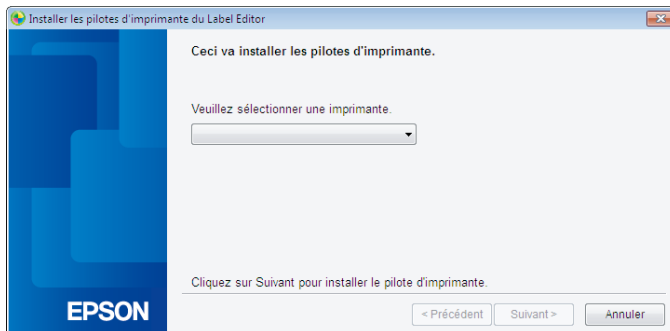 Installer les pilotes d'imprimante du Label Editor
Ceci va installer les pilotes d'imprimante.
Veuillez sélectionner une imprimante.
Cliquez sur Suivant pour installer le pilote d'imprimante.
EPSON
< Précédent
Suivant >
Annuler